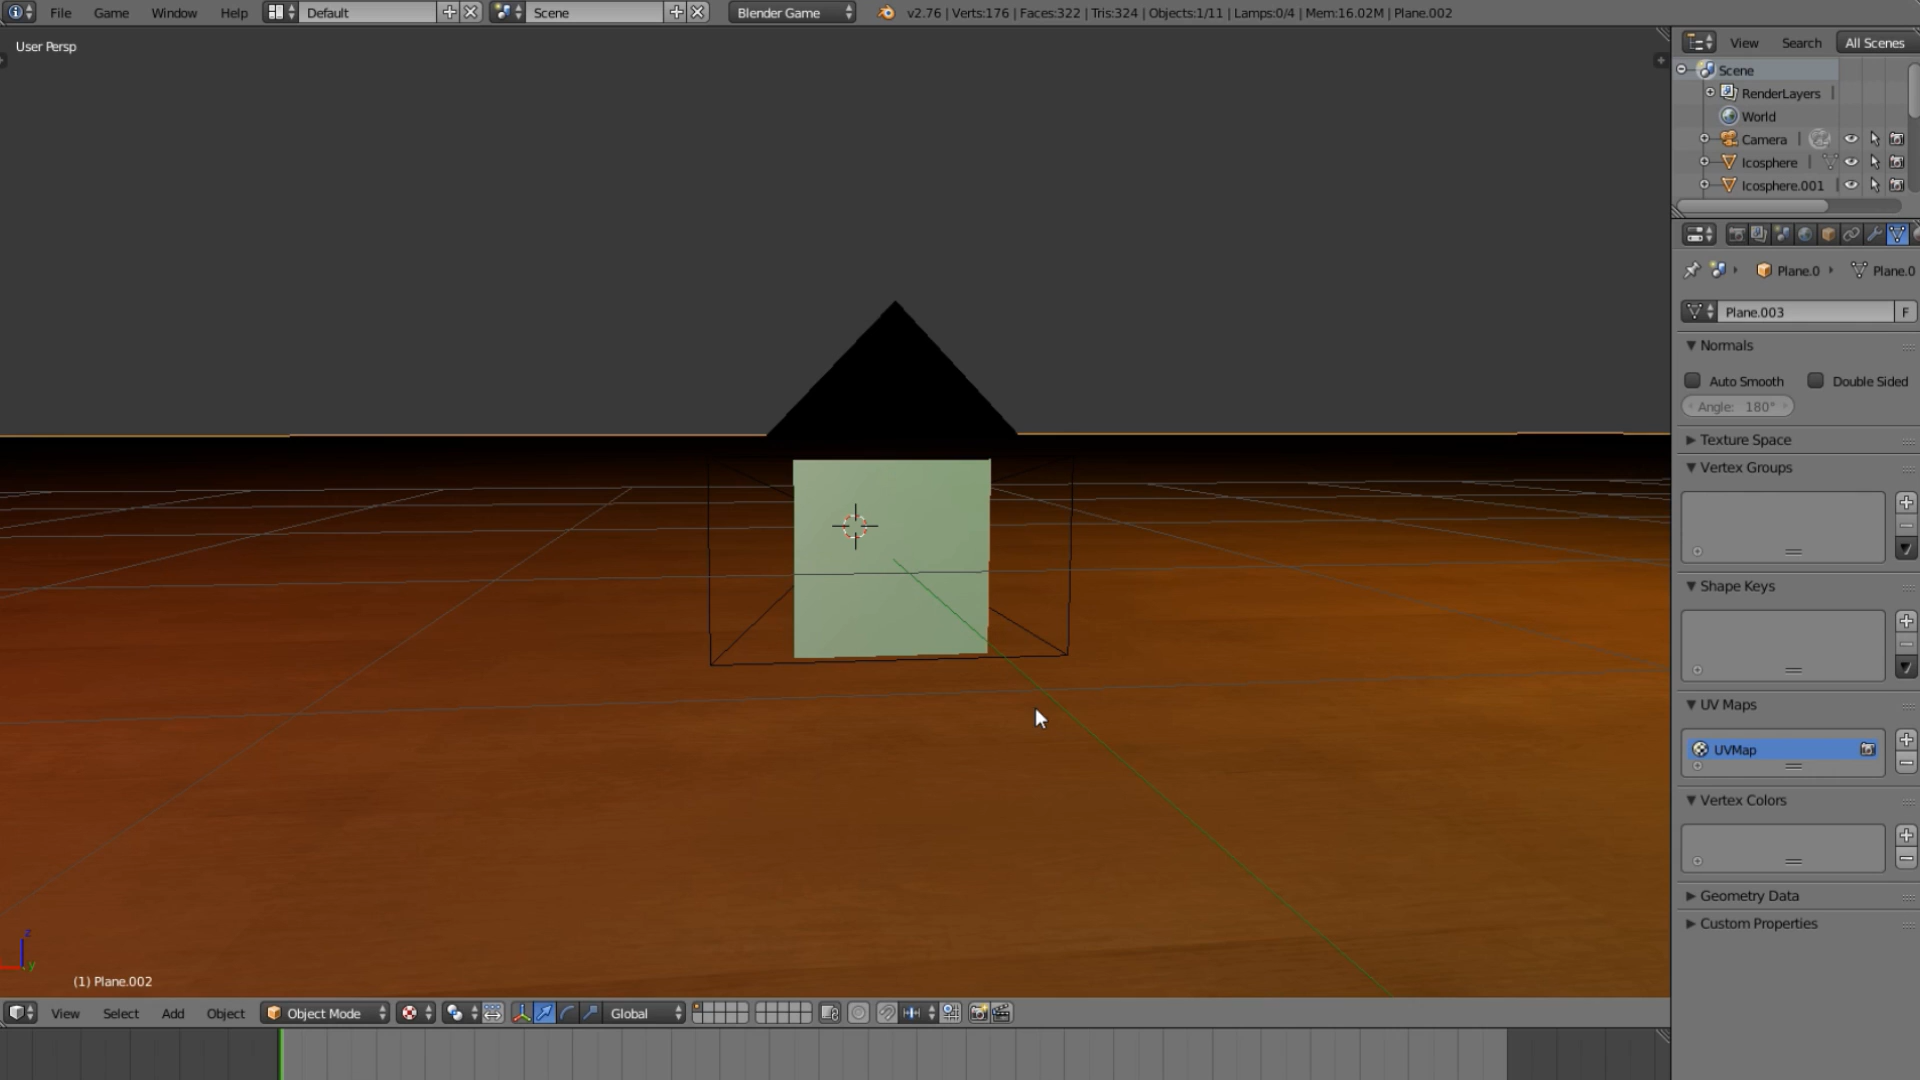 File Game Window Help Default Scene Blender Game v2.76 | Verts:176 | Faces:322 | Tris:324 | Objects:1/11 | Lamps:0/4 | Mem:16.02M | Plane.002
User Persp
View Search All Scenes
Scene
RenderLayers
World
Camera
Icosphere
Icosphere.001
Plane.0 Plane.0
Plane.003 F
Normals
Auto Smooth Double Sided
Angle: 180°
Texture Space
Vertex Groups
Shape Keys
UV Maps
UVMap
Vertex Colors
Geometry Data
Custom Properties
z
y
(1) Plane.002
View Select Add Object Object Mode Global